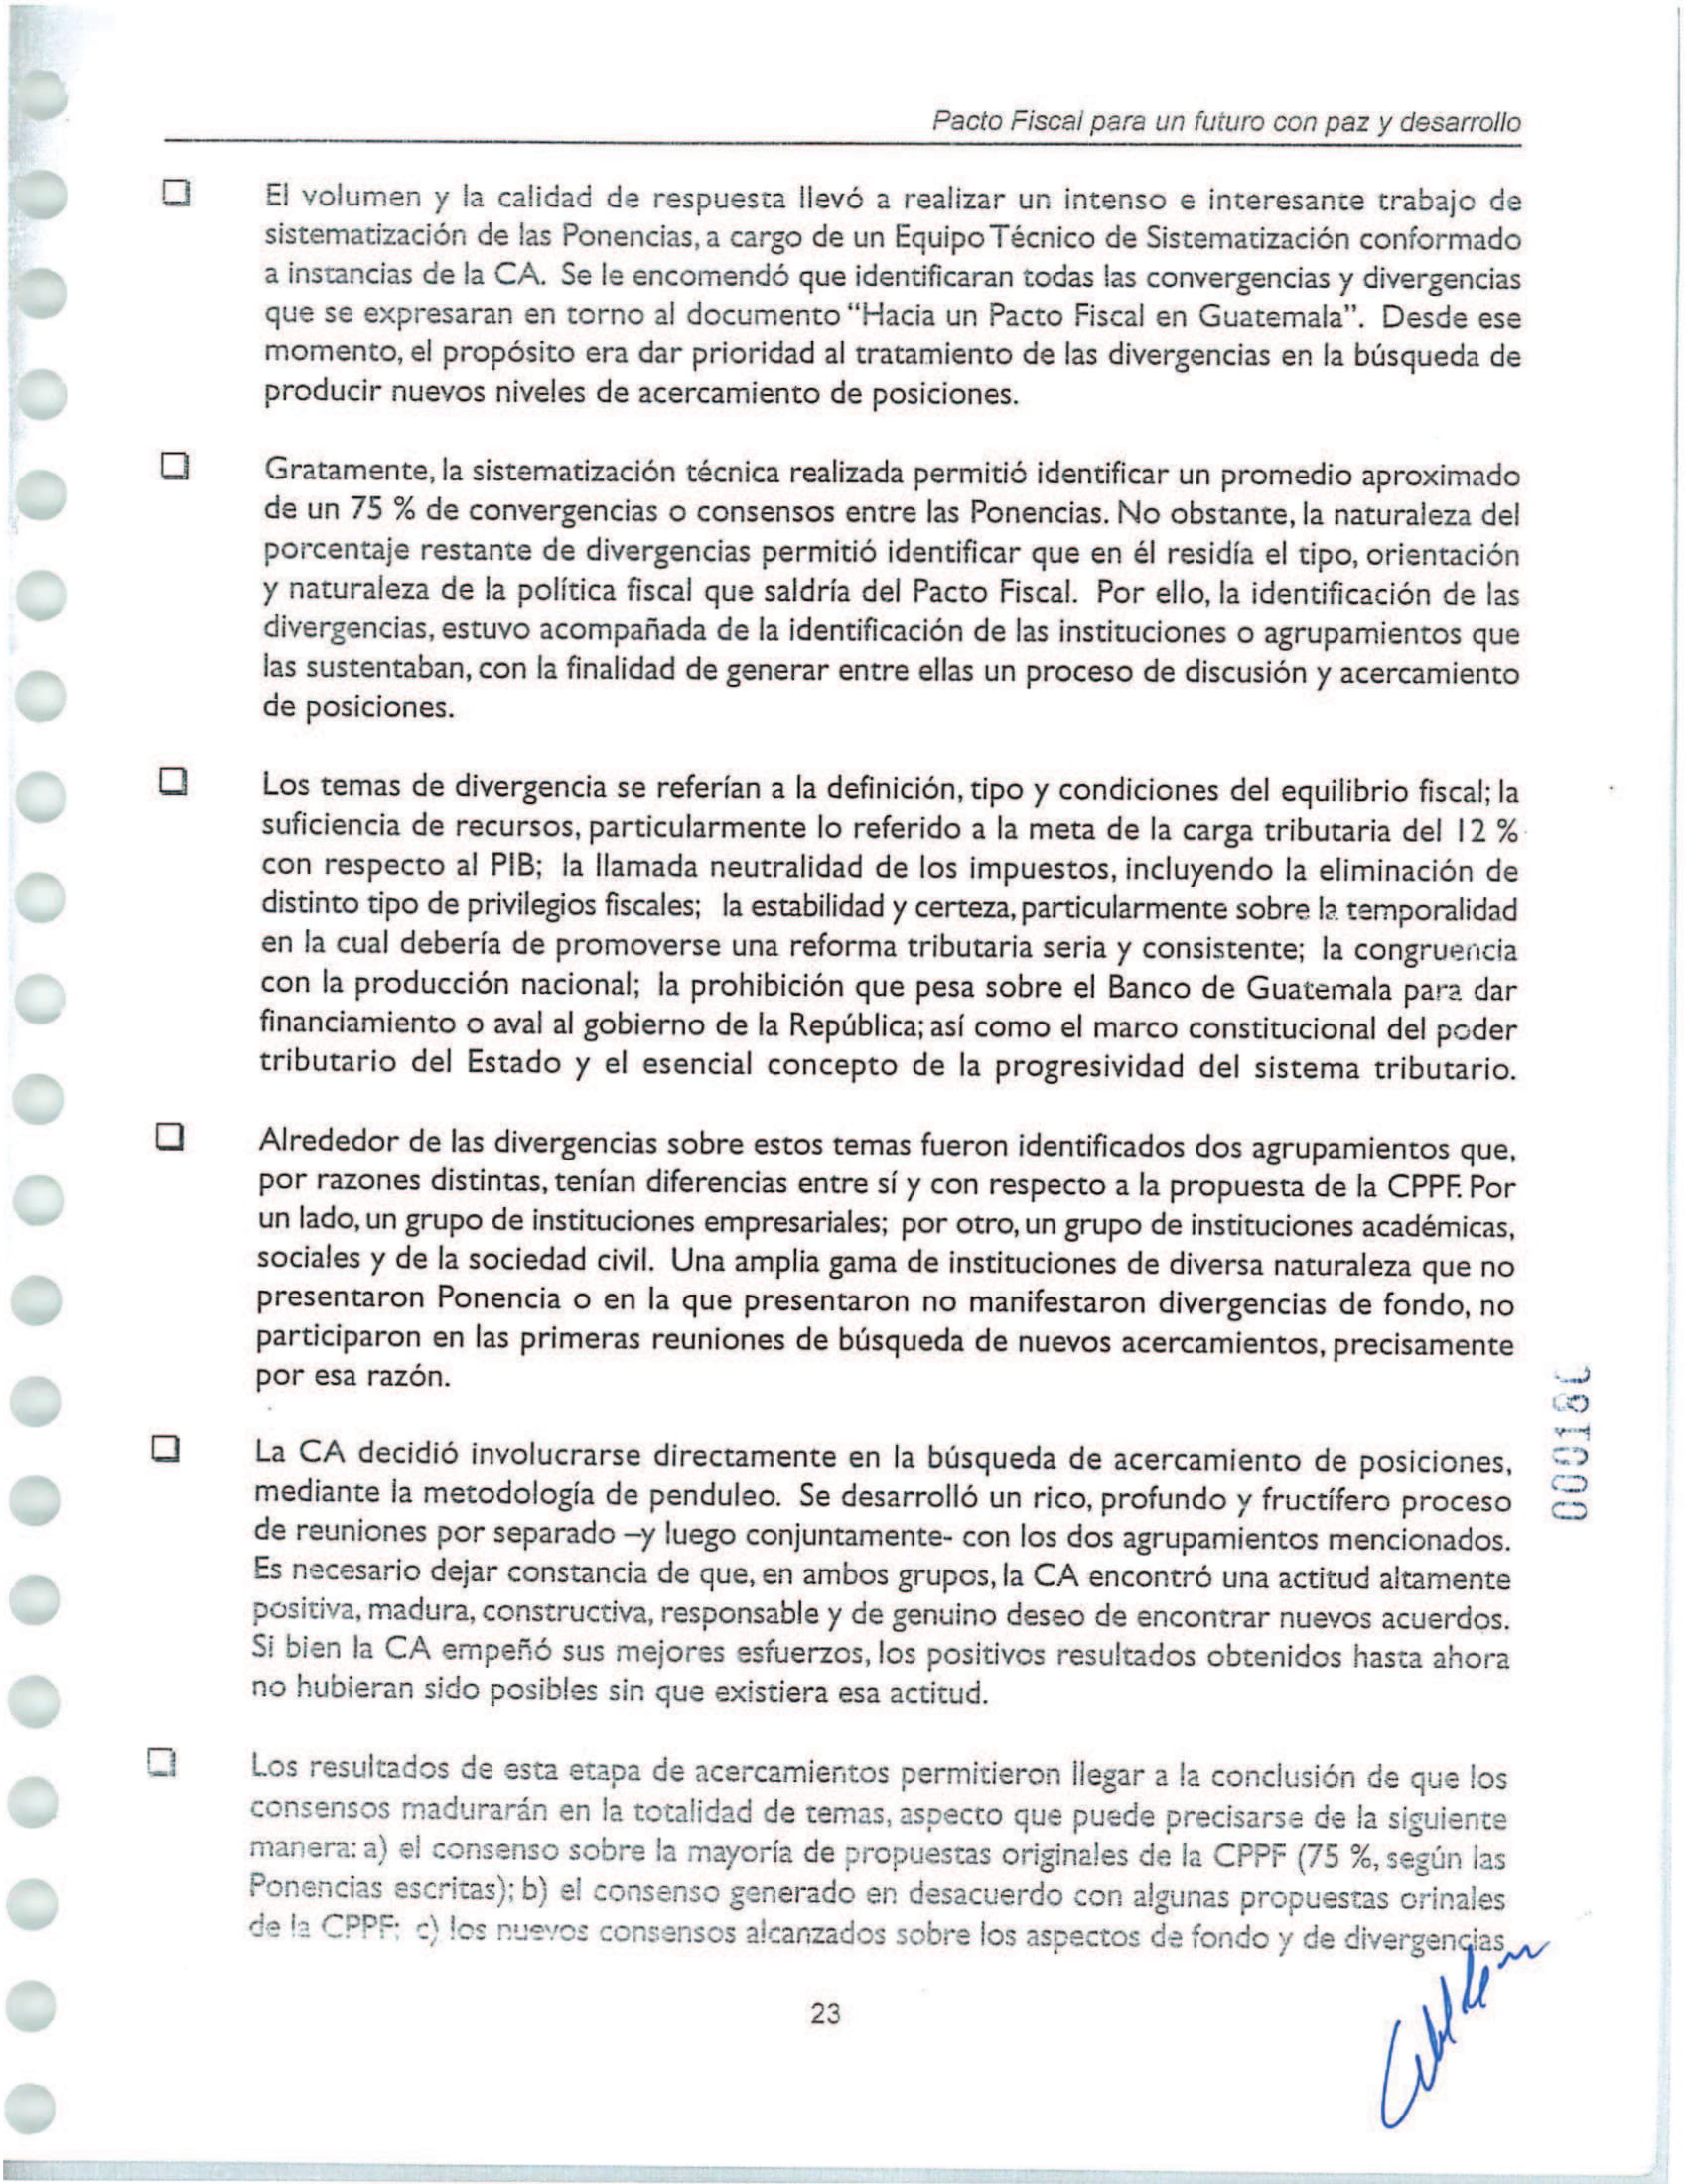 Pacto Fiscal para un futuro con paz y desarrollo
El volumen y la calidad de respuesta llevó a realizar un intenso e interesante trabajo de
sistematización de las Ponencias, a cargo de un Equipo Técnico de Sistematización conformado
a instancias de la CA. Se le encomendó que identificaran todas las convergencias y divergencias
que se expresaran en torno al documento "Hacia un Pacto Fiscal en Guatemala". Desde ese
momento, el propósito era dar prioridad al tratamiento de las divergencias en la búsqueda de
producir nuevos niveles de acercamiento de posiciones.
Gratamente, la sistematización técnica realizada permitió identificar un promedio aproximado
de un 75 % de convergencias o consensos entre las Ponencias. No obstante, la naturaleza del
porcentaje restante de divergencias permitió identificar que en él residía el tipo, orientación
y naturaleza de la política fiscal que saldría del Pacto Fiscal. Por ello, la identificación de las
divergencias, estuvo acompañada de la identificación de las instituciones o agrupamientos que
las sustentaban, con la finalidad de generar entre ellas un proceso de discusión y acercamiento
de posiciones.
Los temas de divergencia se referían a la definición, tipo y condiciones del equilibrio fiscal; la
suficiencia de recursos, particularmente lo referido a la meta de la carga tributaria del 12 %
con respecto al PIB; la llamada neutralidad de los impuestos, incluyendo la eliminación de
distinto tipo de privilegios fiscales; la estabilidad y certeza, particularmente sobre la temporalidad
en la cual debería de promoverse una reforma tributaria seria y consistente; la congruencia
con la producción nacional; la prohibición que pesa sobre el Banco de Guatemala para dar
financiamiento o aval al gobierno de la República; así como el marco constitucional del poder
tributario del Estado y el esencial concepto de la progresividad del sistema tributario.
Alrededor de las divergencias sobre estos temas fueron identificados dos agrupamientos que,
por razones distintas, tenían diferencias entre sí y con respecto a la propuesta de la CPPF. Por
un lado, un grupo de instituciones empresariales; por otro, un grupo de instituciones académicas,
sociales y de la sociedad civil. Una amplia gama de instituciones de diversa naturaleza que no
presentaron Ponencia o en la que presentaron no manifestaron divergencias de fondo, no
participaron en las primeras reuniones de búsqueda de nuevos acercamientos, precisamente
por esa razón.
La CA decidió involucrarse directamente en la búsqueda de acercamiento de posiciones,
mediante la metodología de penduleo. Se desarrolló un rico, profundo y fructífero proceso
de reuniones por separado –y luego conjuntamente- con los dos agrupamientos mencionados.
Es necesario dejar constancia de que, en ambos grupos, la CA encontró una actitud altamente
positiva, madura, constructiva, responsable y de genuino deseo de encontrar nuevos acuerdos.
Si bien la CA empeñó sus mejores esfuerzos, los positivos resultados obtenidos hasta ahora
no hubieran sido posibles sin que existiera esa actitud.
Los resultados de esta etapa de acercamientos permitieron llegar a la conclusión de que los
consensos madurarán en la totalidad de temas, aspecto que puede precisarse de la siguiente
manera: a) el consenso sobre la mayoría de propuestas originales de la CPPF (75 %, según las
Ponencias escritas); b) el consenso generado en desacuerdo con algunas propuestas orinales
de la CPPF; c) los nuevos consensos alcanzados sobre los aspectos de fondo y de divergencias
23